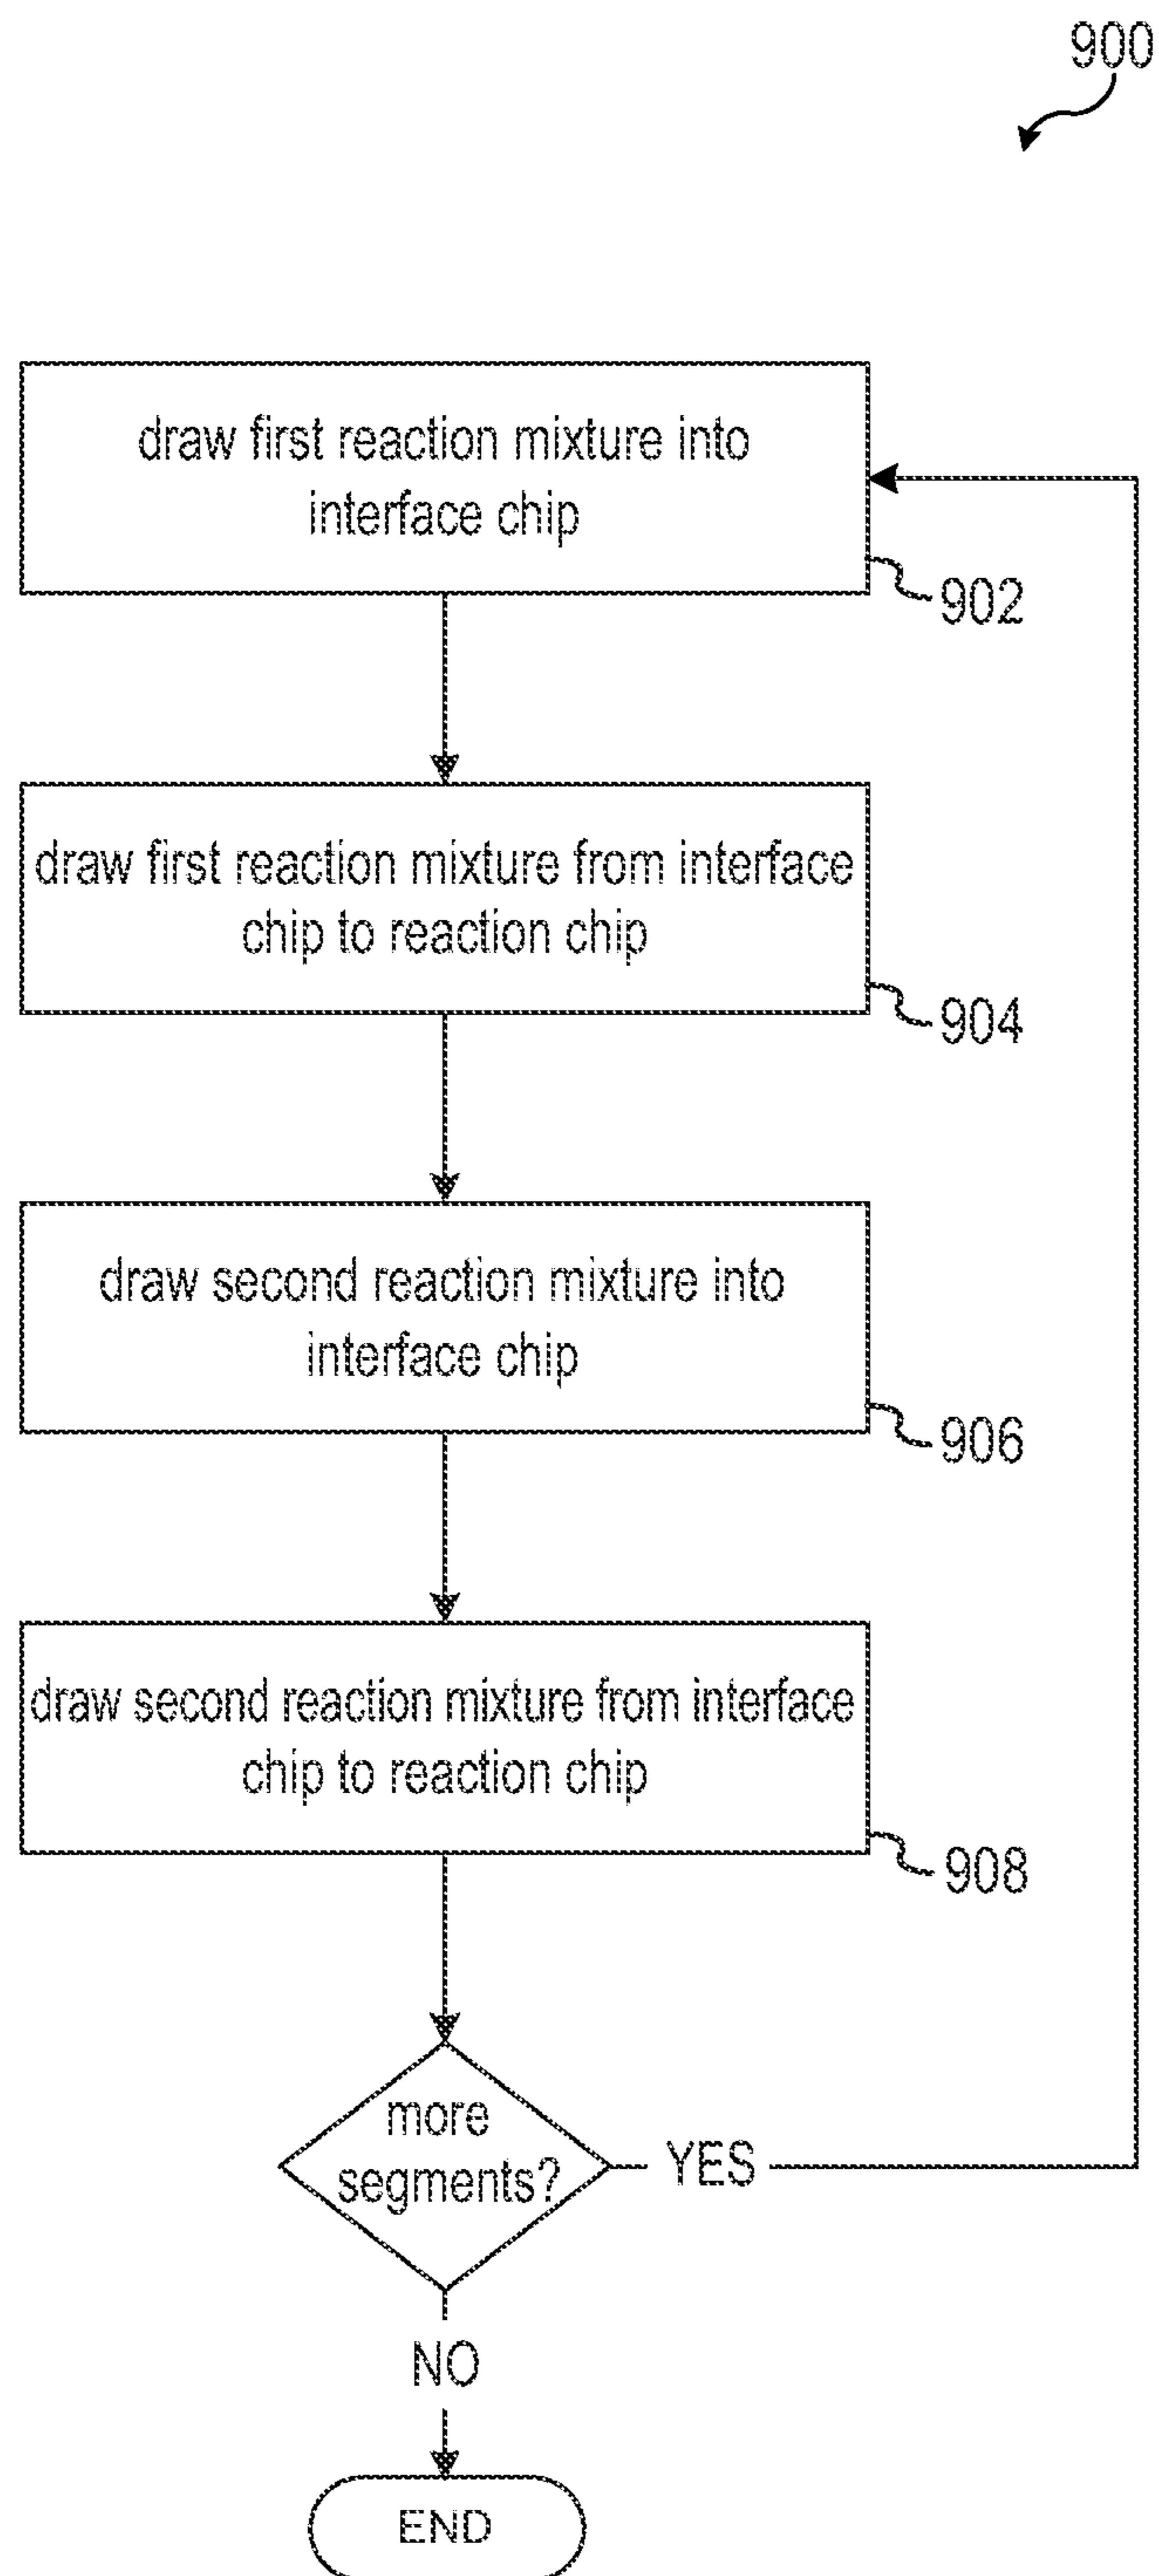 900
draw first reaction mixture into
interface chip
902
draw first reaction mixture from interface
chip to reaction chip
904
draw second reaction mixture into
interface chip
906
draw second reaction mixture from interface
chip to reaction chip
908
more
segments?
YES
NO
END